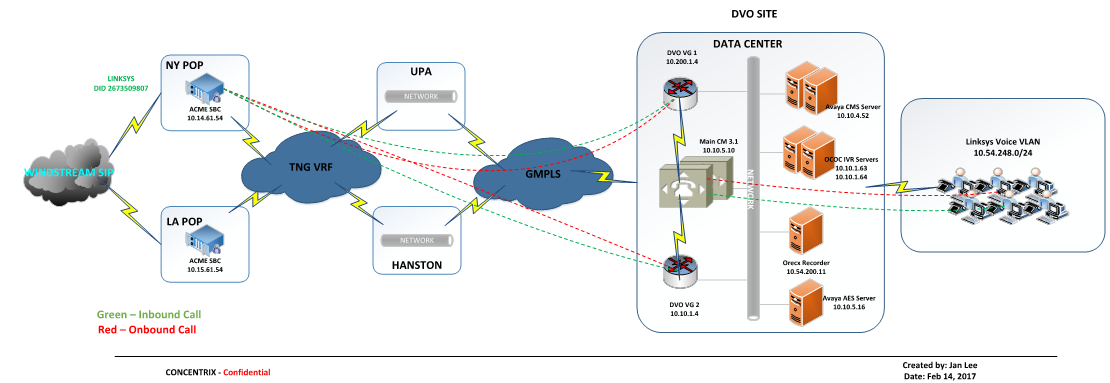 DVO SITE
DATA CENTER
NY POP
LINKSYS
DID 2673509807
ACME SBC
10.14.61.54
UPA
NETWORK
DVO VG 1
10.200.1.4
Avaya CMS Server
10.10.4.52
WINDSTREAM SIP
TNG VRF
GMPLS
Main CM 3.1
10.10.5.10
NETWORK
OCOC IVR Servers
10.10.1.63
10.10.1.64
Linksys Voice VLAN
10.54.248.0/24
LA POP
ACME SBC
10.15.61.54
NETWORK
HANSTON
Orecx Recorder
10.54.200.11
DVO VG 2
10.10.1.4
Avaya AES Server
10.10.5.16
Green – Inbound Call
Red – Onbound Call
CONCENTRIX - Confidential
Created by: Jan Lee
Date: Feb 14, 2017